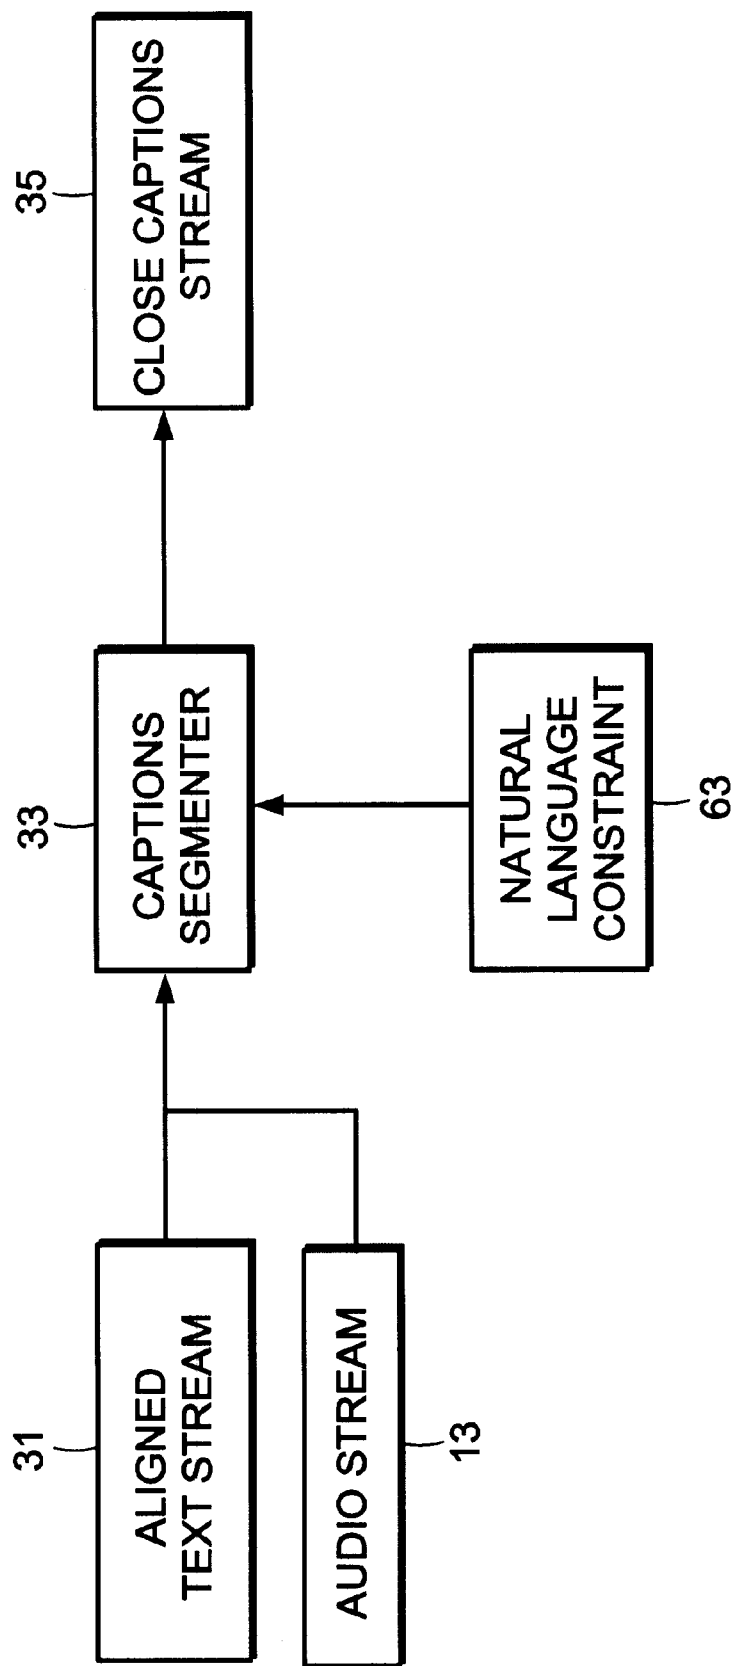 31
ALIGNED
TEXT STREAM
AUDIO STREAM
13
33
CAPTIONS
SEGMENTER
NATURAL
LANGUAGE
CONSTRAINT
63
35
CLOSE CAPTIONS
STREAM